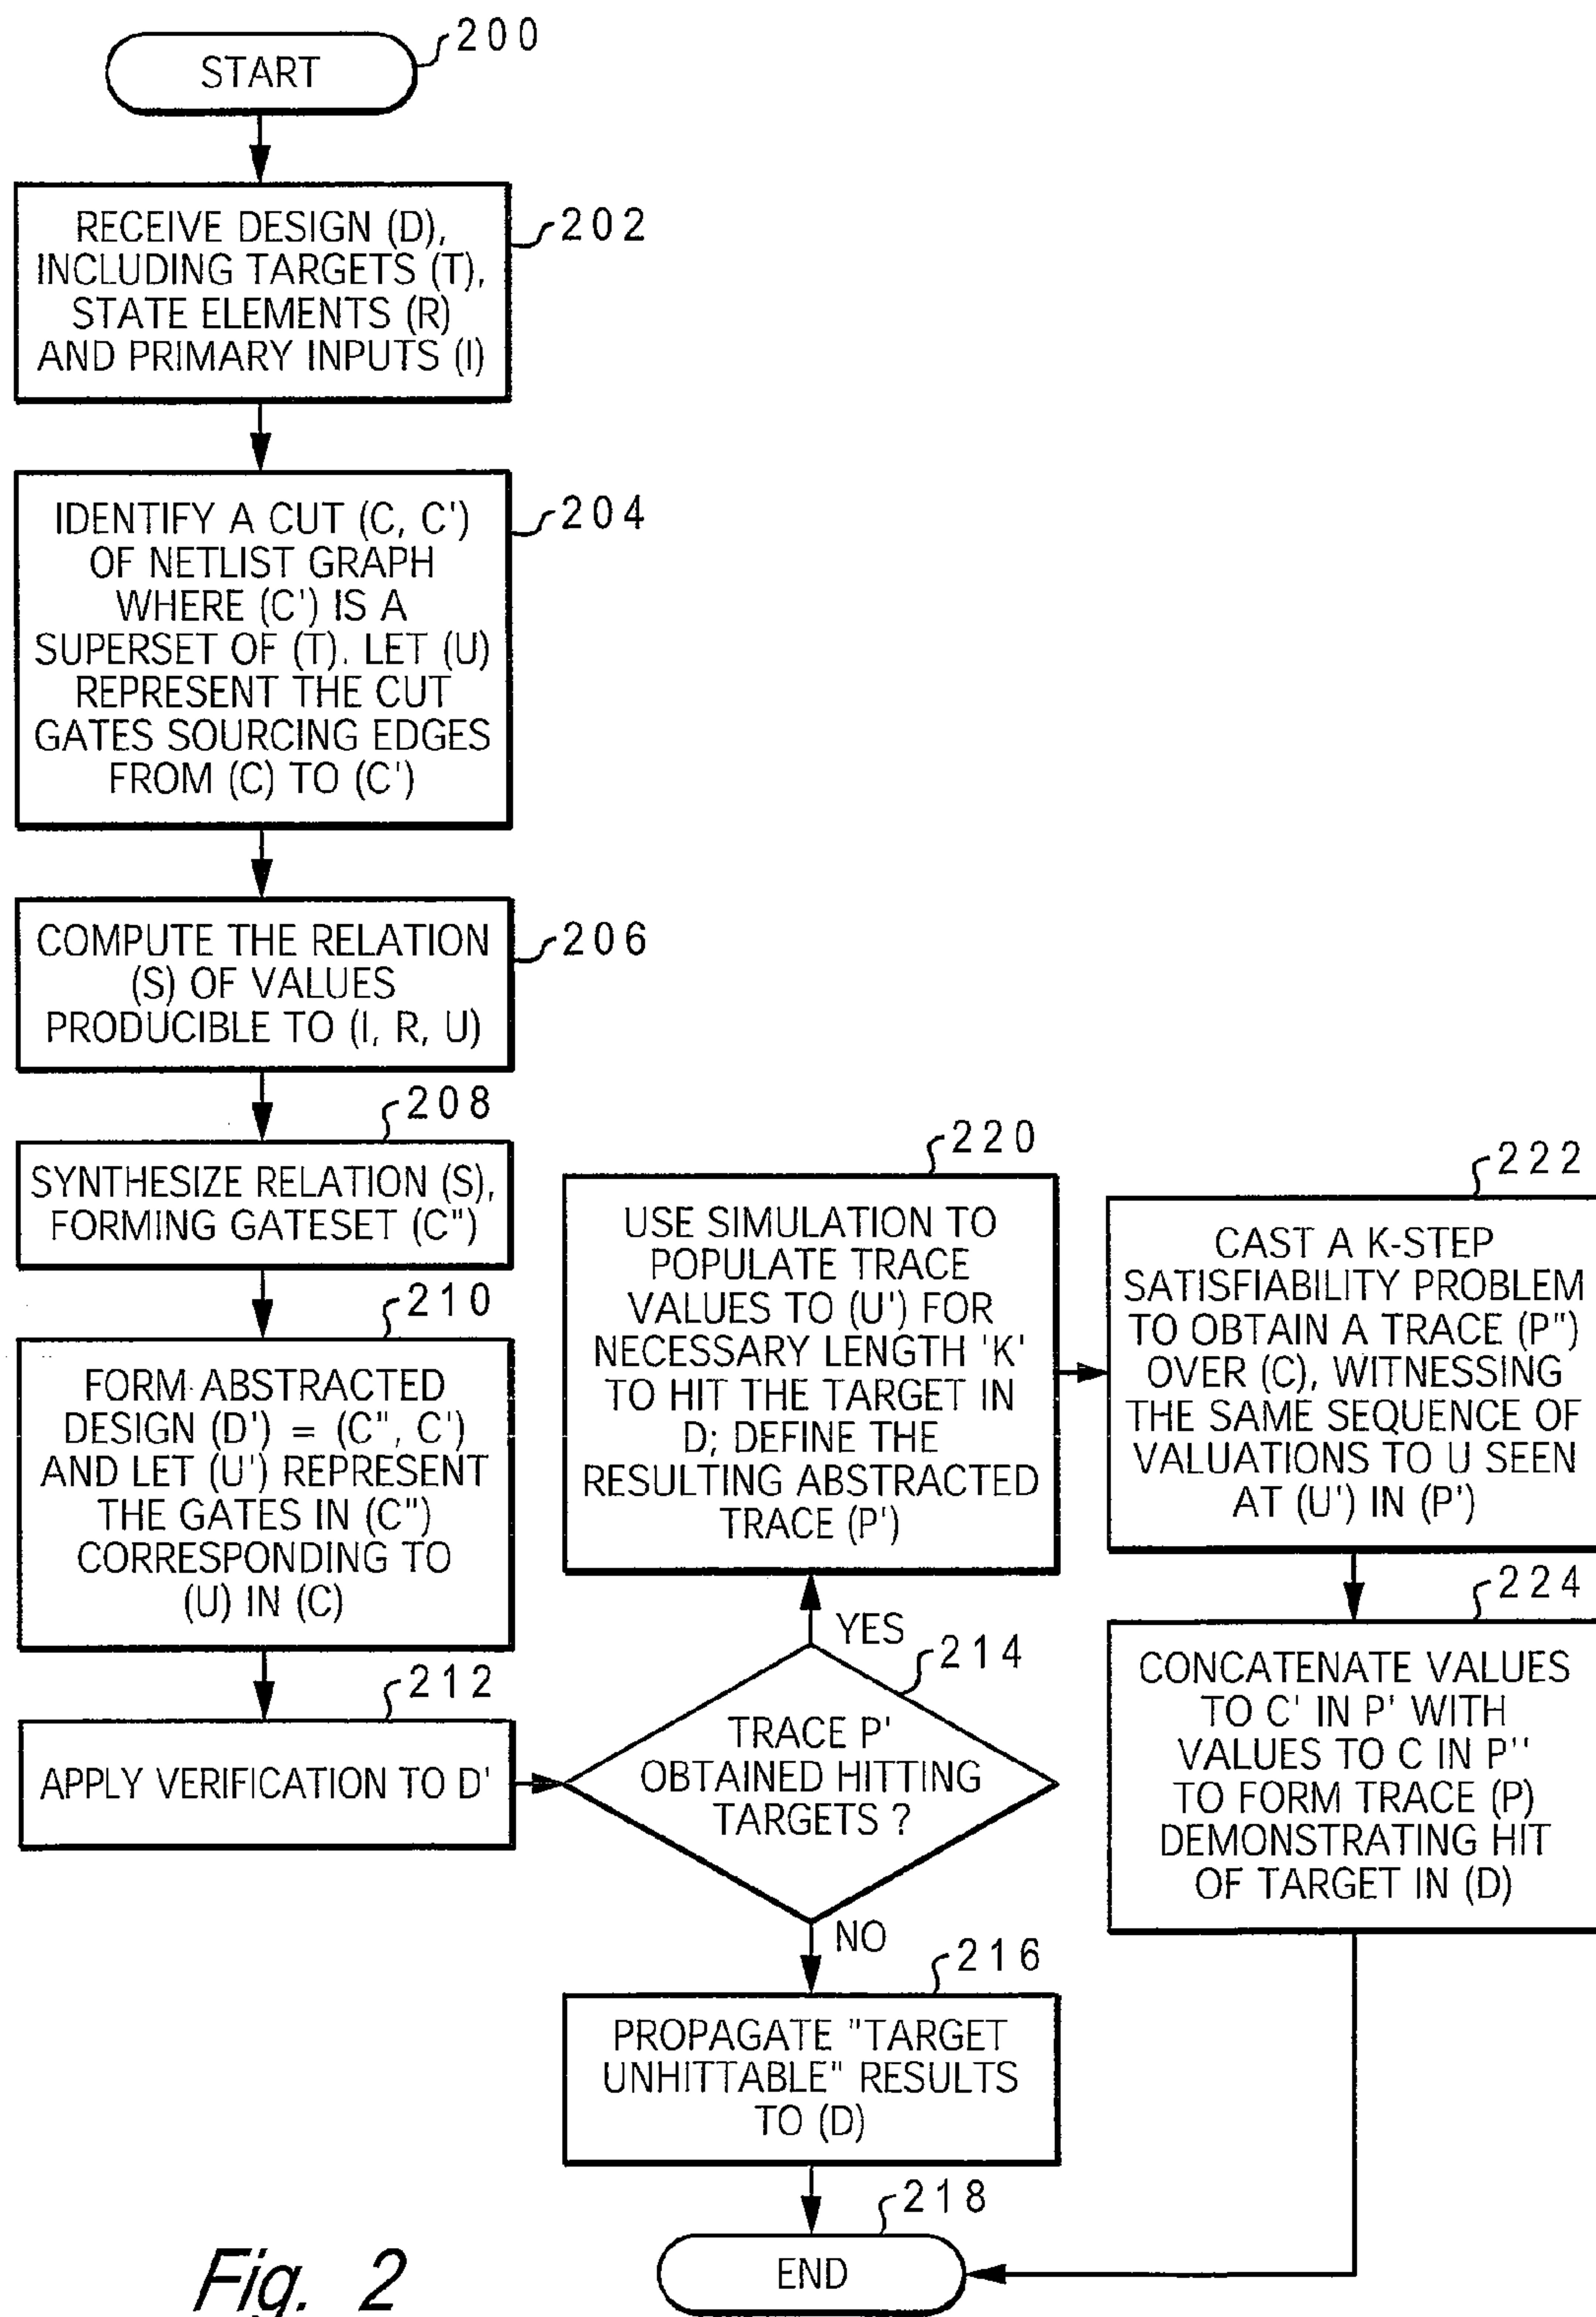 START
200
RECEIVE DESIGN (D),
INCLUDING TARGETS (T),
STATE ELEMENTS (R)
AND PRIMARY INPUTS (I)
202
IDENTIFY A CUT (C, C')
OF NETLIST GRAPH
WHERE (C') IS A
SUPERSET OF (T). LET (U)
REPRESENT THE CUT
GATES SOURCING EDGES
FROM (C) TO (C')
204
COMPUTE THE RELATION
(S) OF VALUES
PRODUCIBLE TO (I, R, U)
206
208
SYNTHESIZE RELATION (S),
FORMING GATESET (C")
210
FORM ABSTRACTED
DESIGN (D') = (C", C')
AND LET (U') REPRESENT
THE GATES IN (C")
CORRESPONDING TO
(U) IN (C)
212
APPLY VERIFICATION TO D'
214
TRACE P'
OBTAINED HITTING
TARGETS ?
YES
NO
220
USE SIMULATION TO
POPULATE TRACE
VALUES TO (U') FOR
NECESSARY LENGTH 'K'
TO HIT THE TARGET IN
D; DEFINE THE
RESULTING ABSTRACTED
TRACE (P')
222
CAST A K-STEP
SATISFIABILITY PROBLEM
TO OBTAIN A TRACE (P")
OVER (C), WITNESSING
THE SAME SEQUENCE OF
VALUATIONS TO U SEEN
AT (U') IN (P')
224
CONCATENATE VALUES
TO C' IN P' WITH
VALUES TO C IN P''
TO FORM TRACE (P)
DEMONSTRATING HIT
OF TARGET IN (D)
216
PROPAGATE "TARGET
UNHITTABLE" RESULTS
TO (D)
218
END
Fig. 2